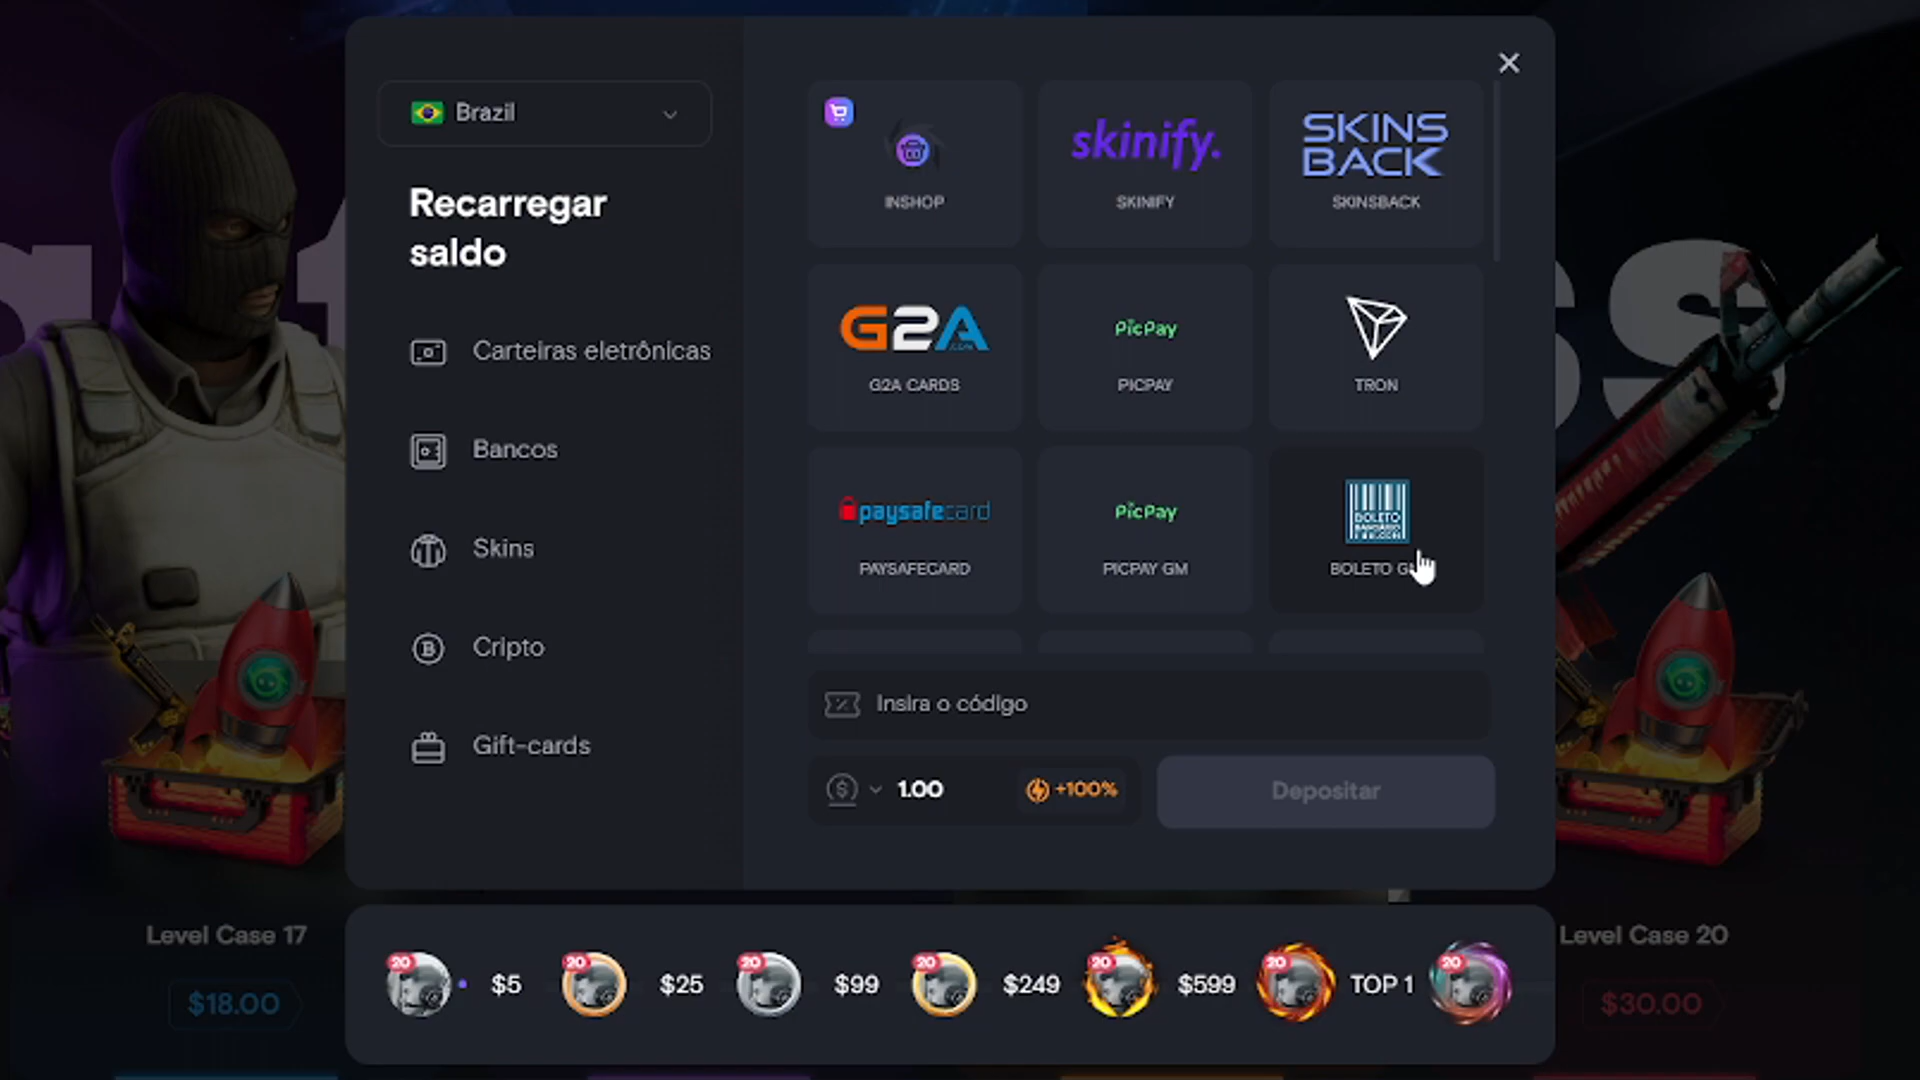 Brazil
Recarregar
saldo
Carteiras eletrônicas
Bancos
Skins
Cripto
Gift-cards
INSHOP
skinify.
SKINIFY
SKINS
BACK
SKINSBACK
G2A
.COM
G2A CARDS
PicPay
PICPAY
TRON
paysafecard
PAYSAFECARD
PicPay
PICPAY GM
BOLETO
BOLETO
Insira o código
$ 1.00 +100%
Depositar
Level Case 17
$18.00
Level Case 20
$30.00
20 $5 20 $25 20 $99 20 $249 20 $599 20 TOP 1 20